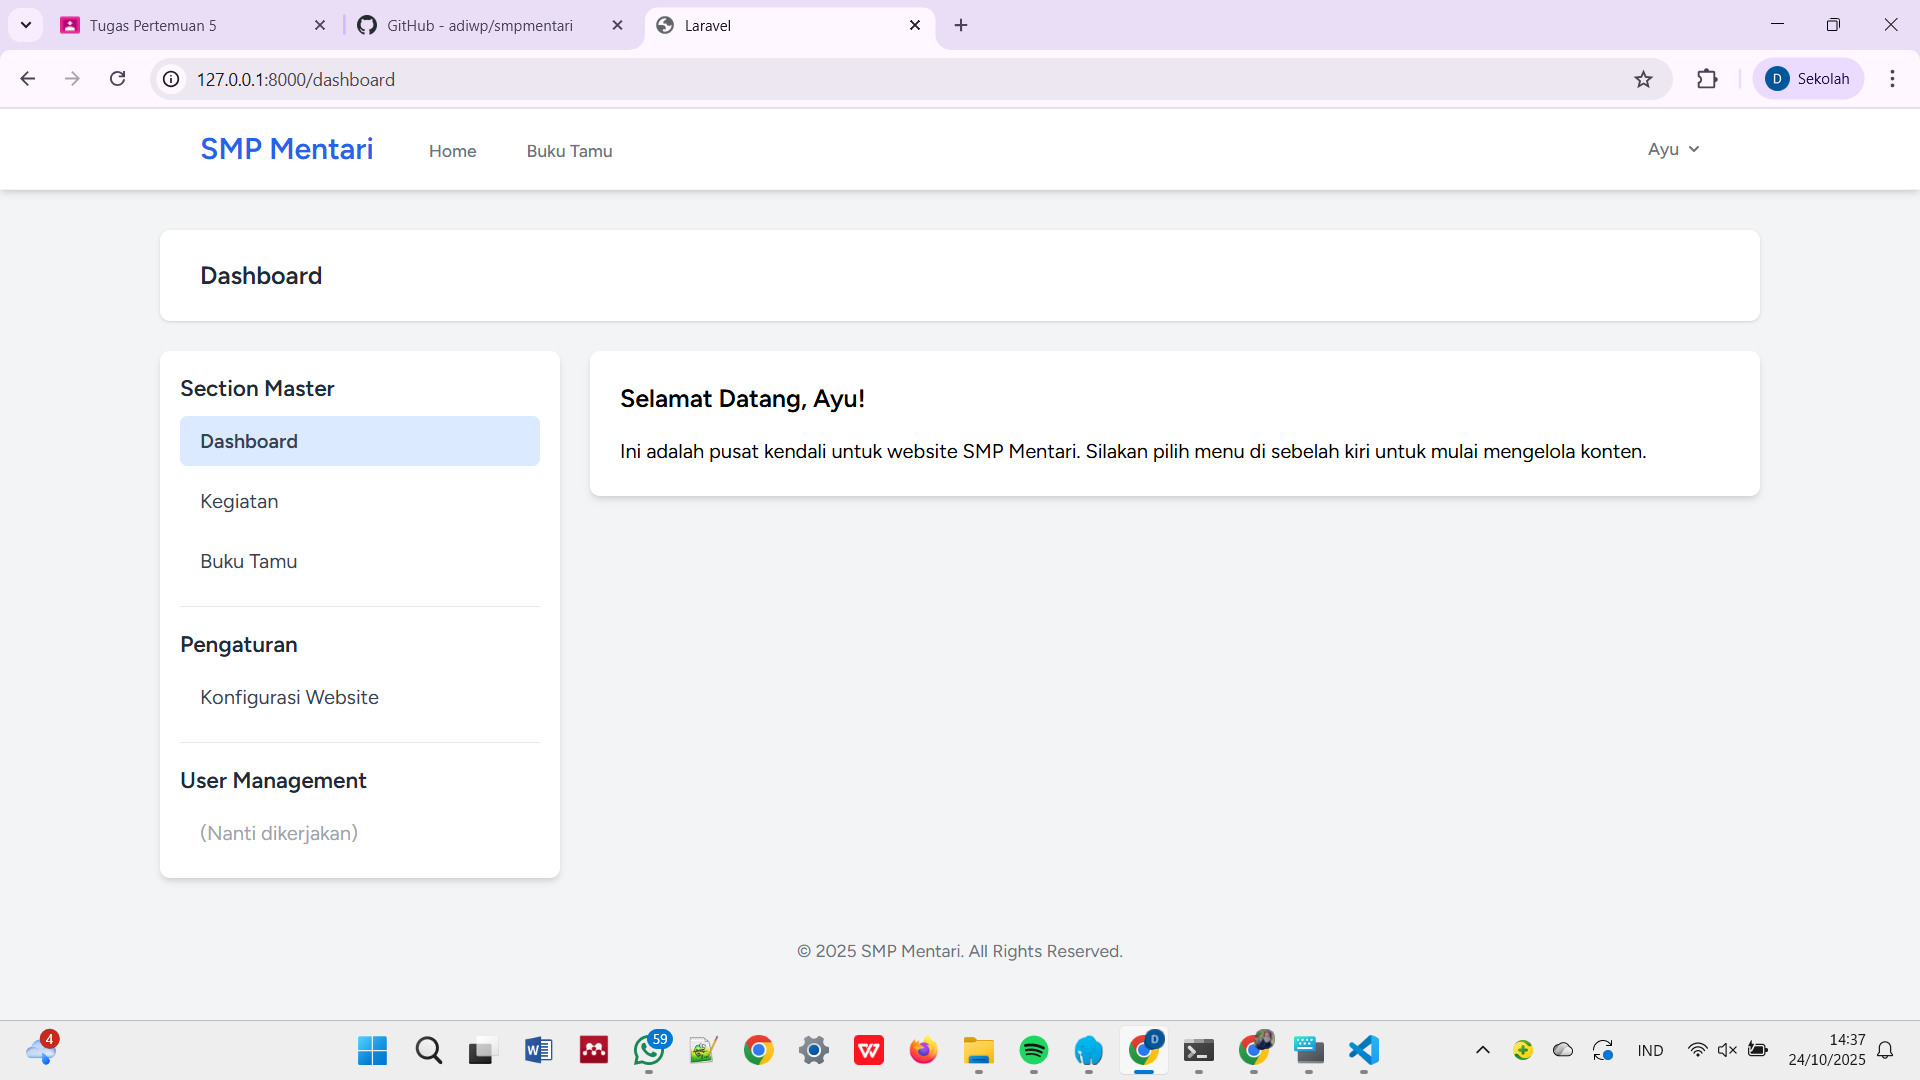 Tugas Pertemuan 5
GitHub - adiwp/smpmentari
Laravel
127.0.0.1:8000/dashboard
D
Sekolah
SMP Mentari
Home
Buku Tamu
Ayu
Dashboard
Section Master
Dashboard
Kegiatan
Buku Tamu
Pengaturan
Konfigurasi Website
User Management
(Nanti dikerjakan)
Selamat Datang, Ayu!
Ini adalah pusat kendali untuk website SMP Mentari. Silakan pilih menu di sebelah kiri untuk mulai mengelola konten.
© 2025 SMP Mentari. All Rights Reserved.
4
59
D
IND
14:37
24/10/2025